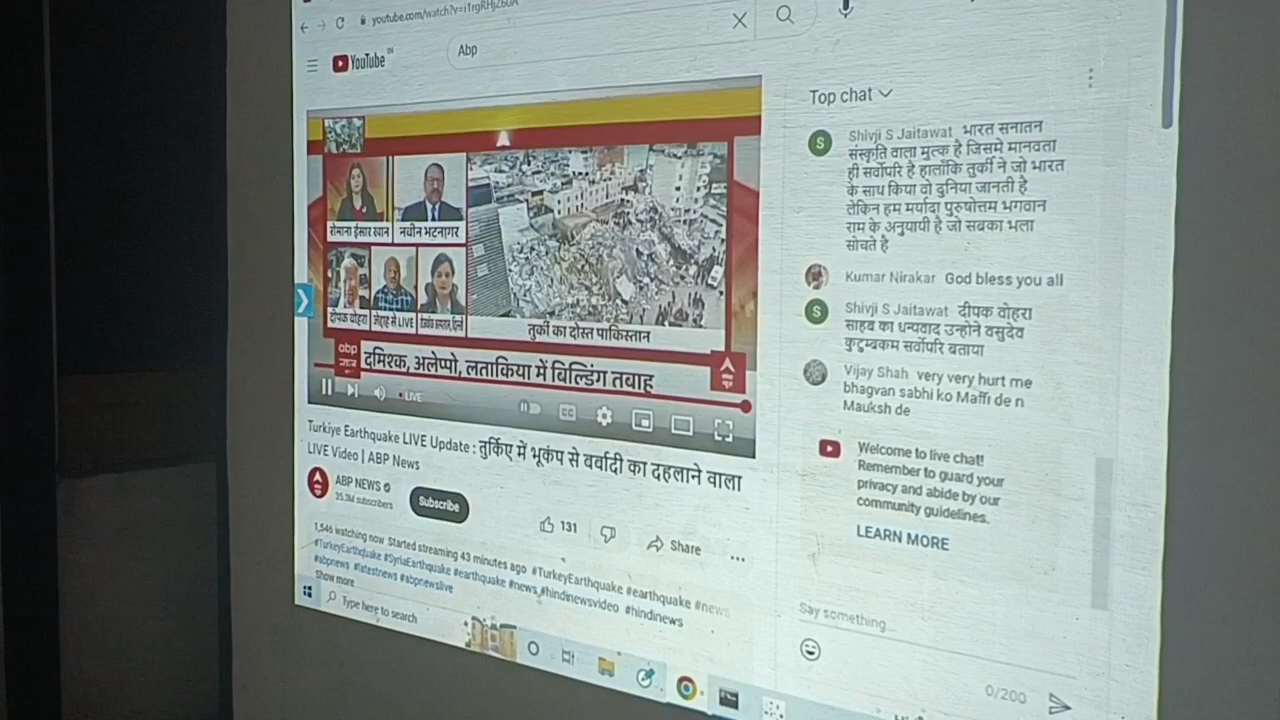 youtube.com/watch?v=i1rgRHj2b0A
YouTube IN
Abp
रोमाना ईसार खान
नवीन भटनागर
दीपक वोहरा
जेद्दाह से LIVE
तुर्की का दोस्त पाकिस्तान
abp
न्यूज़
दमिश्क, अलेप्पो, लताकिया में बिल्डिंग तबाह
LIVE
CC
Turkiye Earthquake LIVE Update : तुर्किए में भूकंप से बर्बादी का दहलाने वाला
LIVE Video | ABP News
ABP NEWS
35.3M subscribers
Subscribe
131
Share
1,546 watching now Started streaming 43 minutes ago #TurkeyEarthquake #earthquake #news
#TurkeyEarthquake #SyriaEarthquake #earthquake #news #hindinewsvideo #hindinews
#abpnews #latestnews #abpnewslive
Show more
Type here to search
Top chat
S
Shivji S Jaitawat भारत सनातन
संस्कृति वाला मुल्क है जिसमे मानवता
ही सर्वोपरि है हालाँकि तुर्की ने जो भारत
के साथ किया वो दुनिया जानती है
लेकिन हम मर्यादा पुरुषोत्तम भगवान
राम के अनुयायी है जो सबका भला
सोचते है
Kumar Nirakar God bless you all
S
Shivji S Jaitawat दीपक वोहरा
साहब का धन्यवाद उन्होने वसुदेव
कुटुम्बकम सर्वोपरि बताया
Vijay Shah very very hurt me
bhagvan sabhi ko Maffi de n
Mauksh de
Welcome to live chat!
Remember to guard your
privacy and abide by our
community guidelines.
LEARN MORE
Say something...
0/200